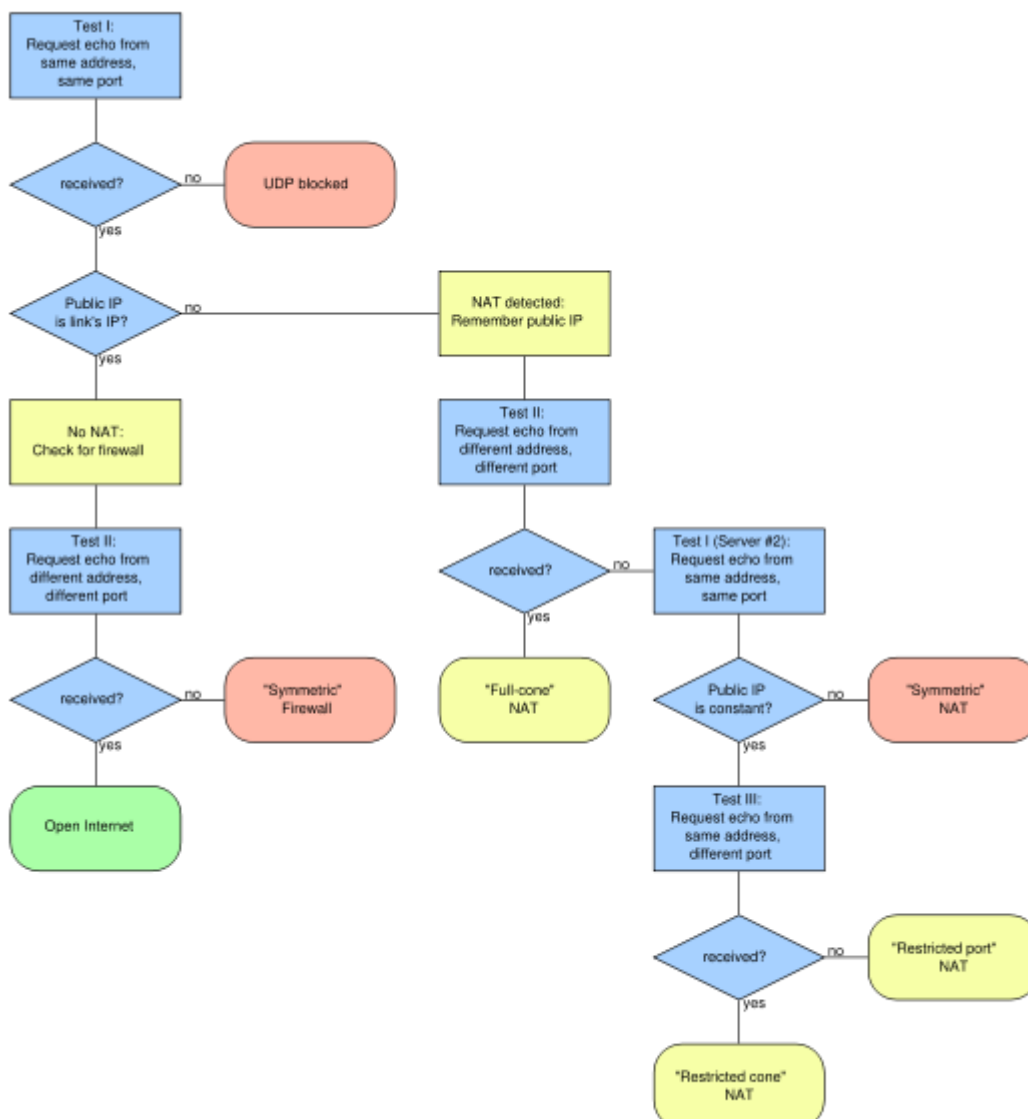 Test I:
Request echo from
same address,
same port
received?
no
UDP blocked
yes
Public IP
is link's IP?
no
NAT detected:
Remember public IP
yes
No NAT:
Check for firewall
Test II:
Request echo from
different address,
different port
Test II:
Request echo from
different address,
different port
received?
no
Test I (Server #2):
Request echo from
same address,
same port
yes
received?
no
"Symmetric"
Firewall
yes
"Full-cone"
NAT
Public IP
is constant?
no
"Symmetric"
NAT
yes
Open Internet
Test III:
Request echo from
same address,
different port
received?
no
"Restricted port"
NAT
yes
"Restricted cone"
NAT